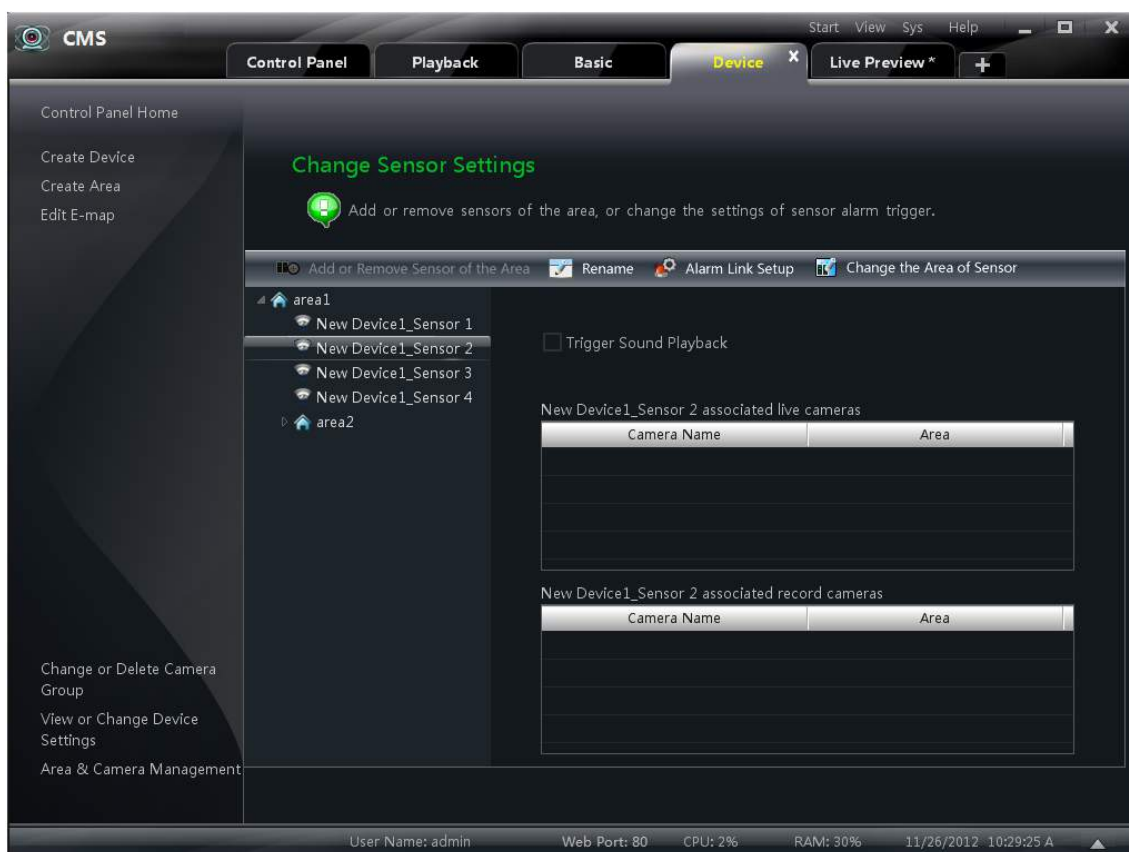 CMS
Start View Sys Help
Control Panel Playback Basic Device x Live Preview * +
Control Panel Home
Create Device
Create Area
Edit E-map
Change Sensor Settings
Add or remove sensors of the area, or change the settings of sensor alarm trigger.
Add or Remove Sensor of the Area Rename Alarm Link Setup Change the Area of Sensor
area1
New Device1_Sensor 1
New Device1_Sensor 2
New Device1_Sensor 3
New Device1_Sensor 4
area2
Trigger Sound Playback
New Device1_Sensor 2 associated live cameras
Camera Name Area
New Device1_Sensor 2 associated record cameras
Camera Name Area
Change or Delete Camera
Group
View or Change Device
Settings
Area & Camera Management
User Name: admin Web Port: 80 CPU: 2% RAM: 30% 11/26/2012 10:29:25 A